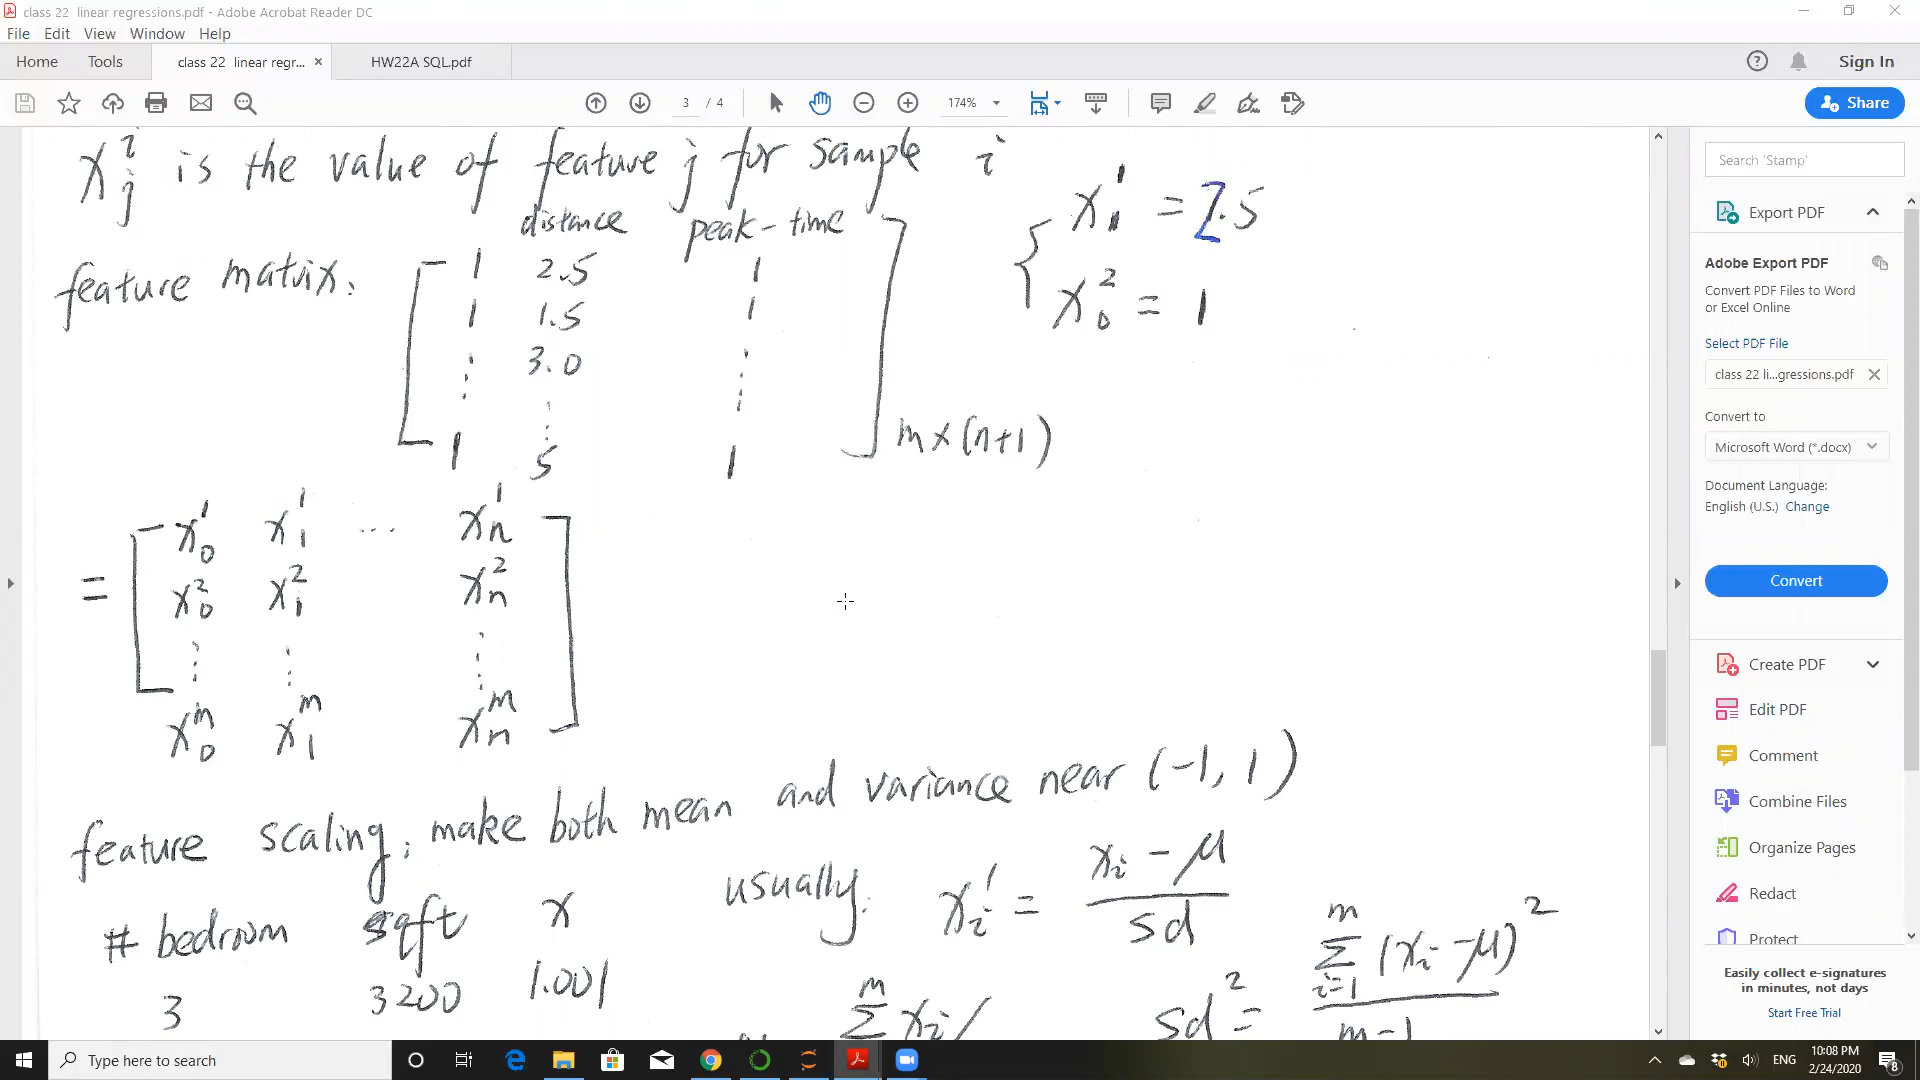 class 22  linear regressions.pdf - Adobe Acrobat Reader DC
File Edit View Window Help
Home Tools class 22  linear regr... × HW22A SQL.pdf Sign In
3 / 4 174% Share
x_j^i is the value of feature j for sample i
x_1^1 = 2.5
distance peak-time
feature matrix: 1 2.5 1
x_0^2 = 1
1 1.5 1
⋮ 3.0 ⋮
⋮
1 5 1 m×(n+1)
x_0^1 x_1^1 ... x_n^1
= x_0^2 x_1^2 x_n^2
⋮ ⋮ ⋮
x_0^m x_1^m x_n^m
feature scaling: make both mean and variance near (-1, 1)
usually: x_i' = (x_i - μ) / sd
# bedroom sqft x
3 3200 1.001
Σ_{i=1}^m (x_i - μ)^2
sd^2 = m-1
m
Σ x_i /
Search 'Stamp'
Export PDF
Adobe Export PDF
Convert PDF Files to Word
or Excel Online
Select PDF File
class 22 li...gressions.pdf
Convert to
Microsoft Word (*.docx)
Document Language:
English (U.S.) Change
Convert
Create PDF
Edit PDF
Comment
Combine Files
Organize Pages
Redact
Protect
Easily collect e-signatures
in minutes, not days
Start Free Trial
Type here to search
ENG
10:08 PM
2/24/2020
8